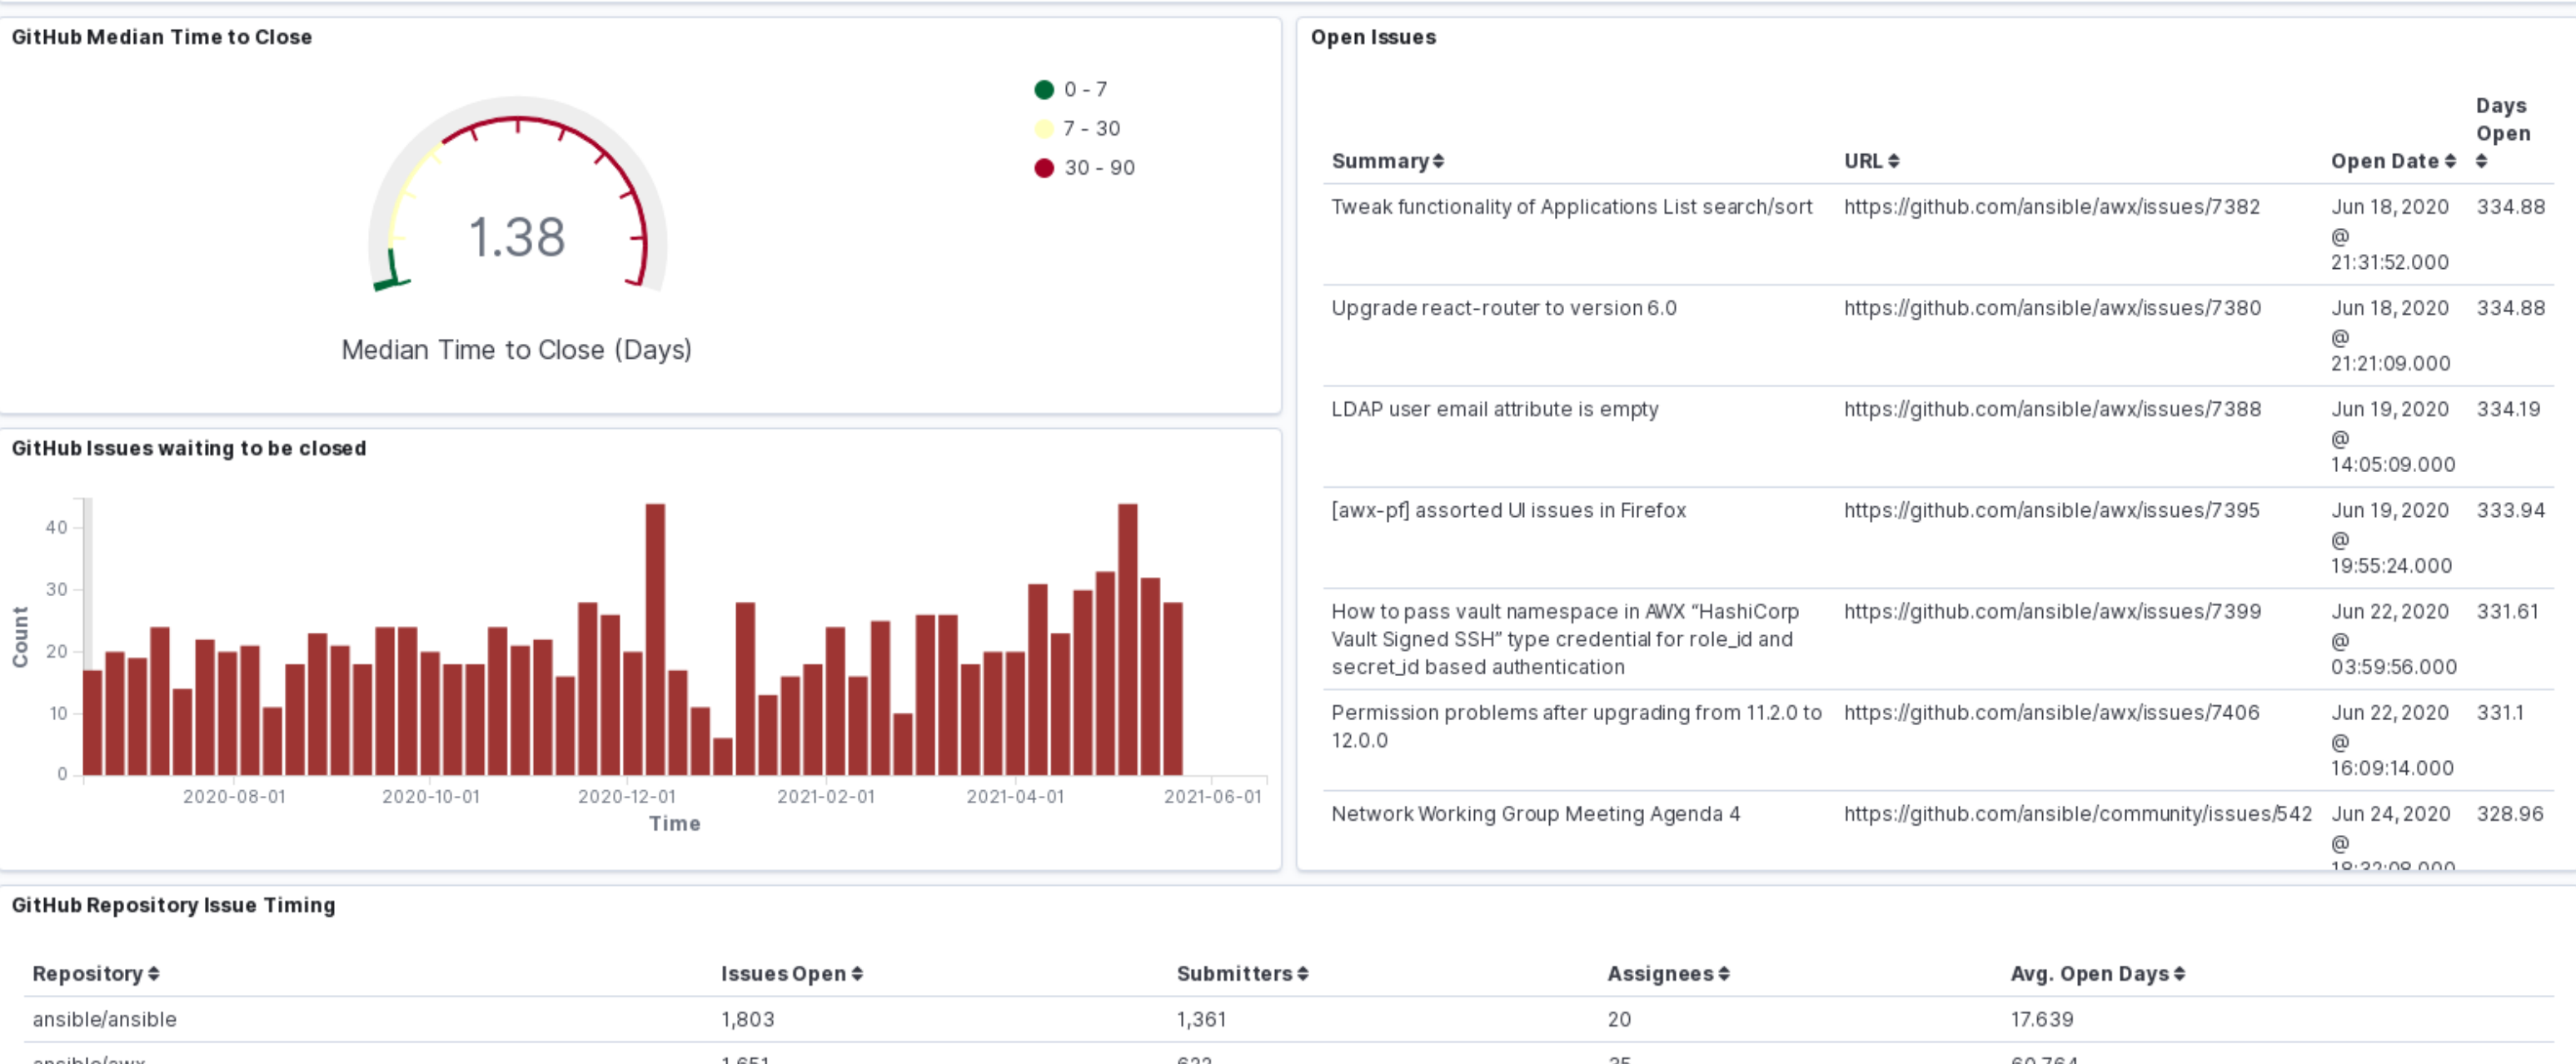 GitHub Median Time to Close
0 - 7
7 - 30
30 - 90
1.38
Median Time to Close (Days)
GitHub Issues waiting to be closed
Count
40
30
20
10
0
2020-08-01 2020-10-01 2020-12-01 2021-02-01 2021-04-01 2021-06-01
Time
Open Issues
Days
Open
Summary URL Open Date
Tweak functionality of Applications List search/sort https://github.com/ansible/awx/issues/7382 Jun 18, 2020 334.88
@
21:31:52.000
Upgrade react-router to version 6.0 https://github.com/ansible/awx/issues/7380 Jun 18, 2020 334.88
@
21:21:09.000
LDAP user email attribute is empty https://github.com/ansible/awx/issues/7388 Jun 19, 2020 334.19
@
14:05:09.000
[awx-pf] assorted UI issues in Firefox https://github.com/ansible/awx/issues/7395 Jun 19, 2020 333.94
@
19:55:24.000
How to pass vault namespace in AWX “HashiCorp https://github.com/ansible/awx/issues/7399 Jun 22, 2020 331.61
Vault Signed SSH” type credential for role_id and @
secret_id based authentication 03:59:56.000
Permission problems after upgrading from 11.2.0 to https://github.com/ansible/awx/issues/7406 Jun 22, 2020 331.1
12.0.0 @
16:09:14.000
Network Working Group Meeting Agenda 4 https://github.com/ansible/community/issues/542 Jun 24, 2020 328.96
@
18:32:08.000
GitHub Repository Issue Timing
Repository Issues Open Submitters Assignees Avg. Open Days
ansible/ansible 1,803 1,361 20 17.639
ansible/awx 1,651